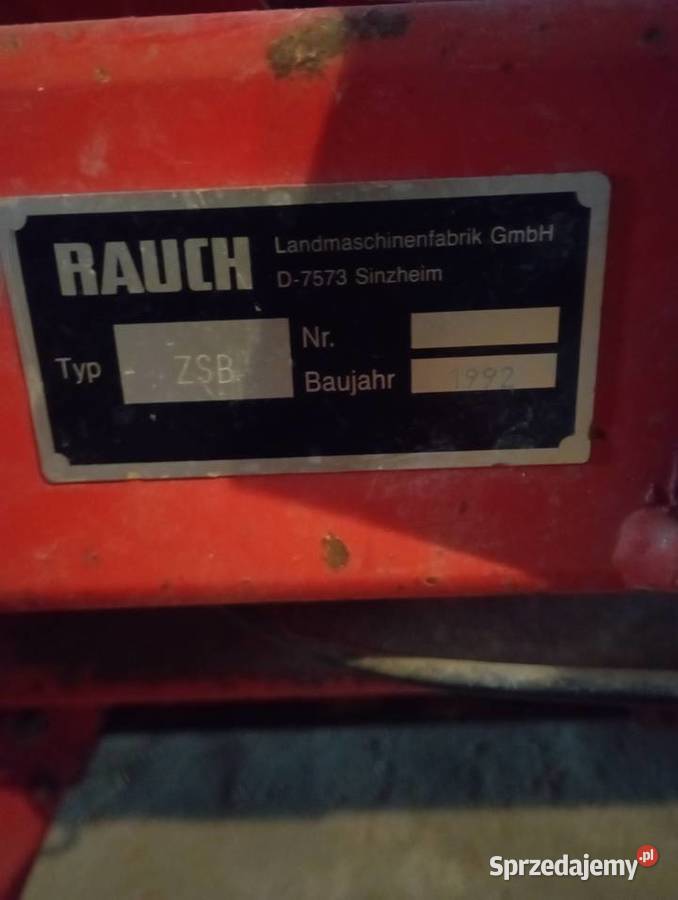 RAUCH
Landmaschinenfabrik GmbH
D-7573 Sinzheim
Typ ZSB
Nr.
Baujahr 1992
Sprzedajemy.pl